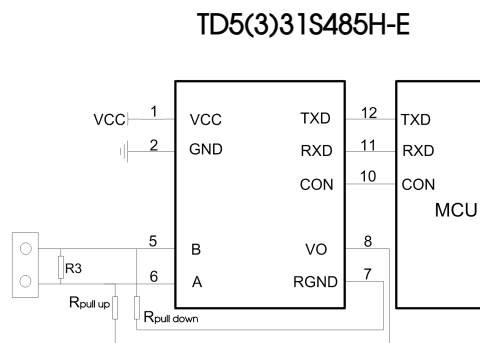 TD5(3)31S485H-E
VCC 1 VCC TXD 12 TXD
2 GND RXD 11 RXD
CON 10 CON
MCU
5 B VO 8
R3
6 A RGND 7
Rpull up
Rpull down